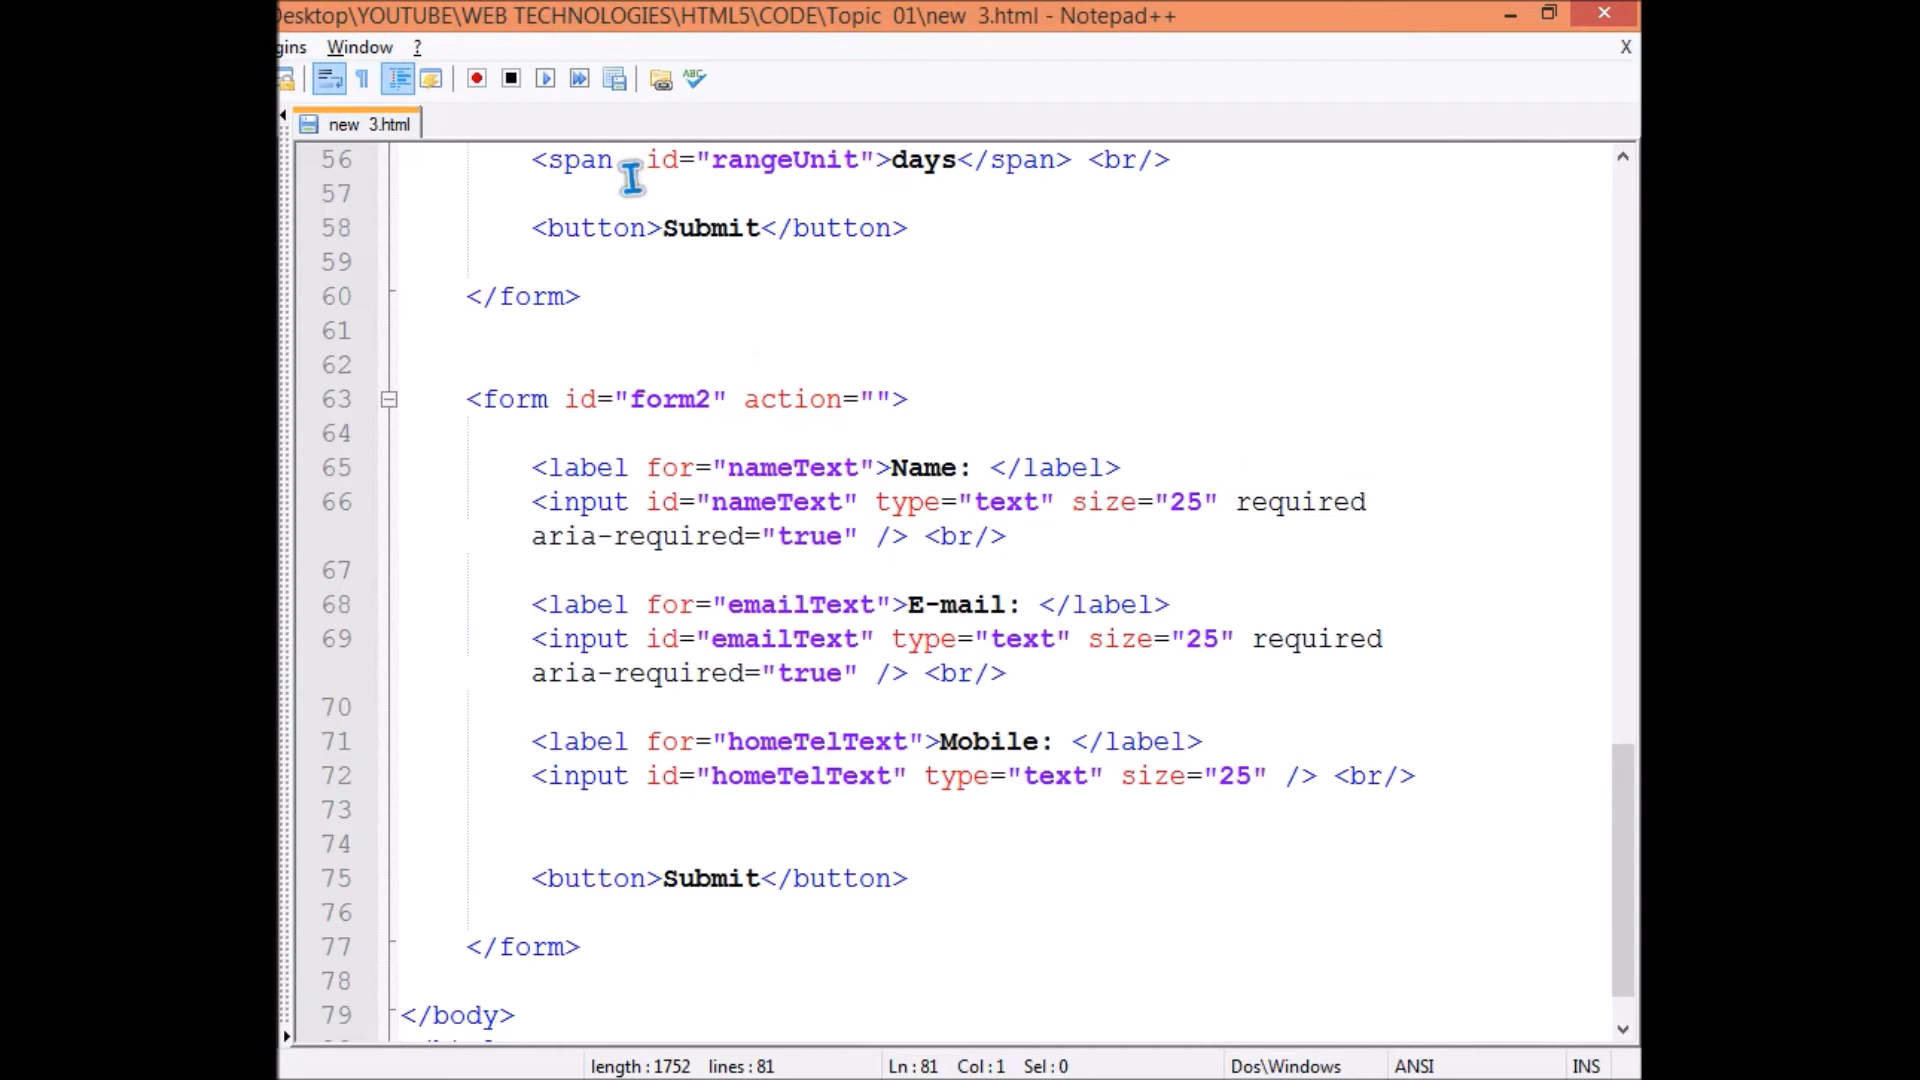 Desktop\YOUTUBE\WEB TECHNOLOGIES\HTML5\CODE\Topic 01\new 3.html - Notepad++
gins Window ? X
ABC
new 3.html
56 <span id="rangeUnit">days</span> <br/>
57
58 <button>Submit</button>
59
60 </form>
61
62
63 <form id="form2" action="">
64
65 <label for="nameText">Name: </label>
66 <input id="nameText" type="text" size="25" required
aria-required="true" /> <br/>
67
68 <label for="emailText">E-mail: </label>
69 <input id="emailText" type="text" size="25" required
aria-required="true" /> <br/>
70
71 <label for="homeTelText">Mobile: </label>
72 <input id="homeTelText" type="text" size="25" /> <br/>
73
74
75 <button>Submit</button>
76
77 </form>
78
79 </body>
length : 1752 lines : 81 Ln : 81 Col : 1 Sel : 0 Dos\Windows ANSI INS